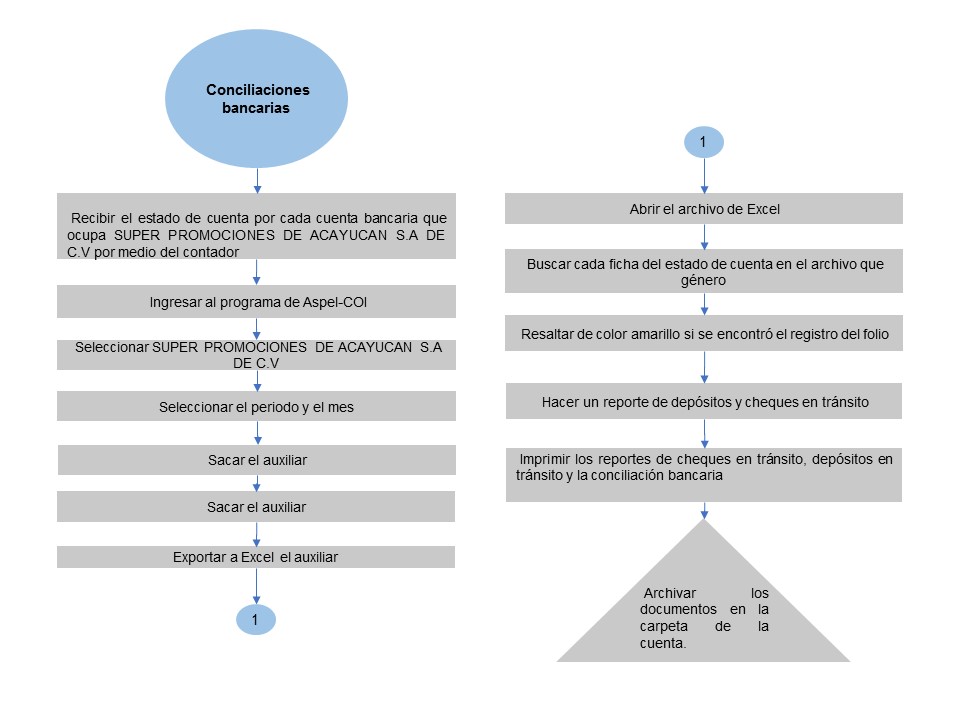 Conciliaciones
bancarias
Recibir el estado de cuenta por cada cuenta bancaria que
ocupa SUPER PROMOCIONES DE ACAYUCAN S.A DE
C.V por medio del contador
Ingresar al programa de Aspel-COI
Seleccionar SUPER PROMOCIONES DE ACAYUCAN S.A
DE C.V
Seleccionar el periodo y el mes
Sacar el auxiliar
Sacar el auxiliar
Exportar a Excel el auxiliar
1
1
Abrir el archivo de Excel
Buscar cada ficha del estado de cuenta en el archivo que
género
Resaltar de color amarillo si se encontró el registro del folio
Hacer un reporte de depósitos y cheques en tránsito
Imprimir los reportes de cheques en tránsito, depósitos en
tránsito y la conciliación bancaria
Archivar los
documentos en la
carpeta de la
cuenta.